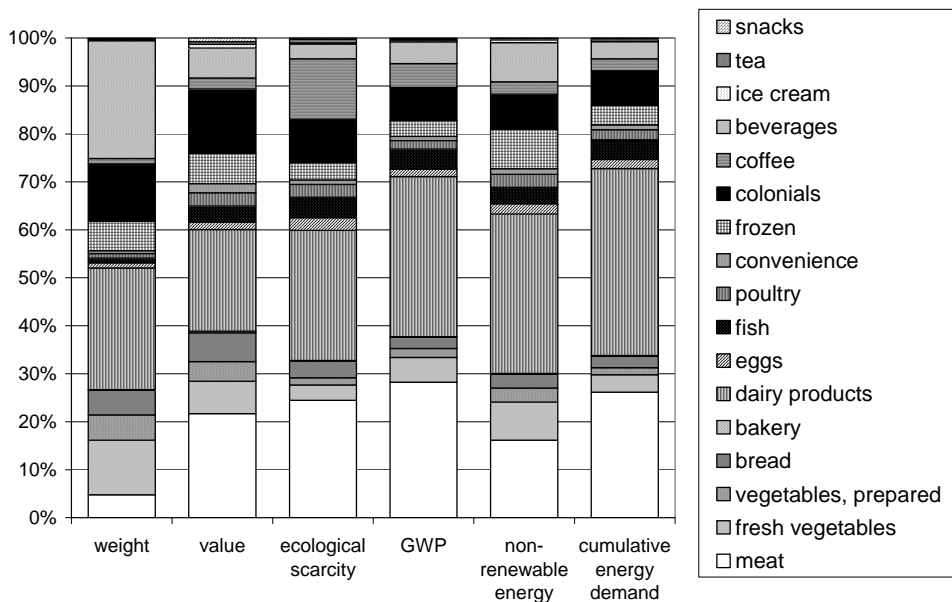 100%
90%
80%
70%
60%
50%
40%
30%
20%
10%
0%
weight
value
ecological
scarcity
GWP
non-
renewable
energy
cumulative
energy
demand
snacks
tea
ice cream
beverages
coffee
colonials
frozen
convenience
poultry
fish
eggs
dairy products
bakery
bread
vegetables, prepared
fresh vegetables
meat